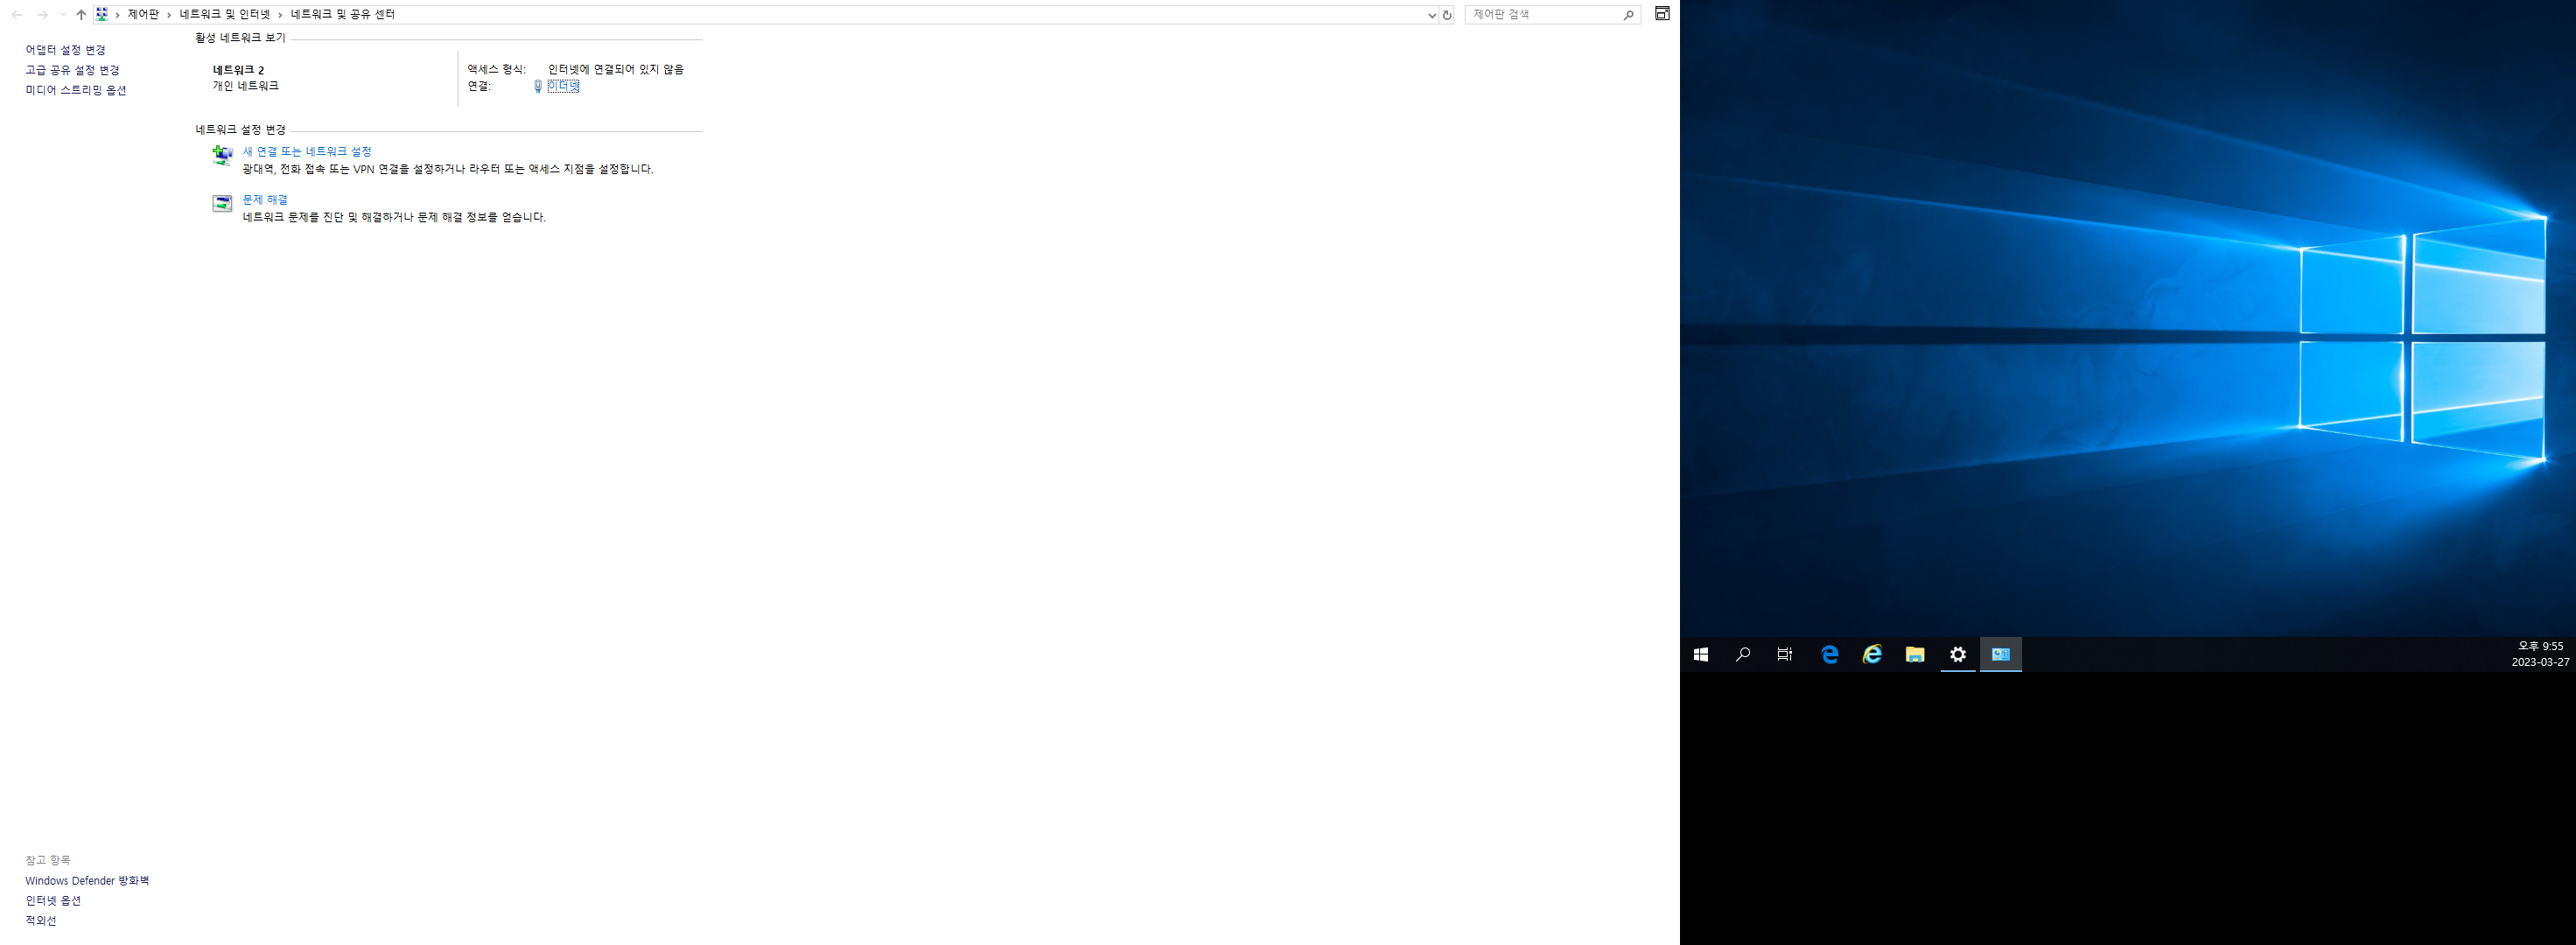 제어판 › 네트워크 및 인터넷 › 네트워크 및 공유 센터
제어판 검색
어댑터 설정 변경
고급 공유 설정 변경
미디어 스트리밍 옵션
활성 네트워크 보기
네트워크 2
개인 네트워크
액세스 형식: 인터넷에 연결되어 있지 않음
연결: 이더넷
네트워크 설정 변경
새 연결 또는 네트워크 설정
광대역, 전화 접속 또는 VPN 연결을 설정하거나 라우터 또는 액세스 지점을 설정합니다.
문제 해결
네트워크 문제를 진단 및 해결하거나 문제 해결 정보를 얻습니다.
참고 항목
Windows Defender 방화벽
인터넷 옵션
적외선
오후 9:55
2023-03-27